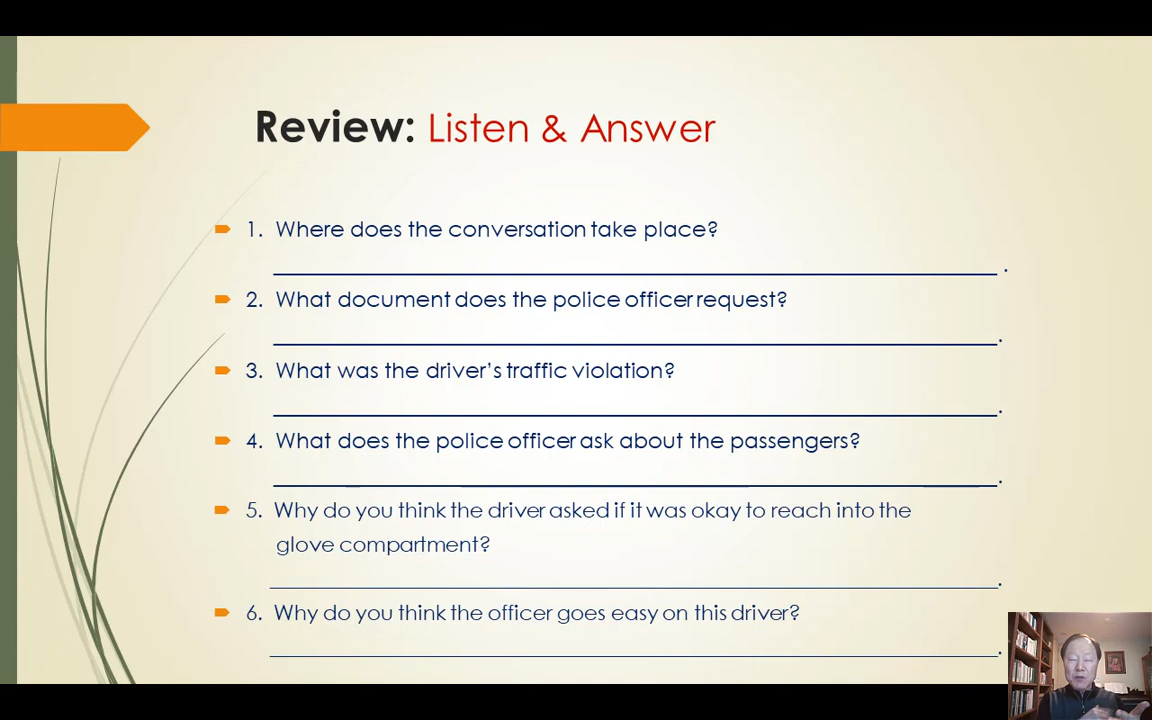 Review: Listen & Answer
1. Where does the conversation take place?
.
2. What document does the police officer request?
.
3. What was the driver's traffic violation?
.
4. What does the police officer ask about the passengers?
.
5. Why do you think the driver asked if it was okay to reach into the
glove compartment?
.
6. Why do you think the officer goes easy on this driver?
.